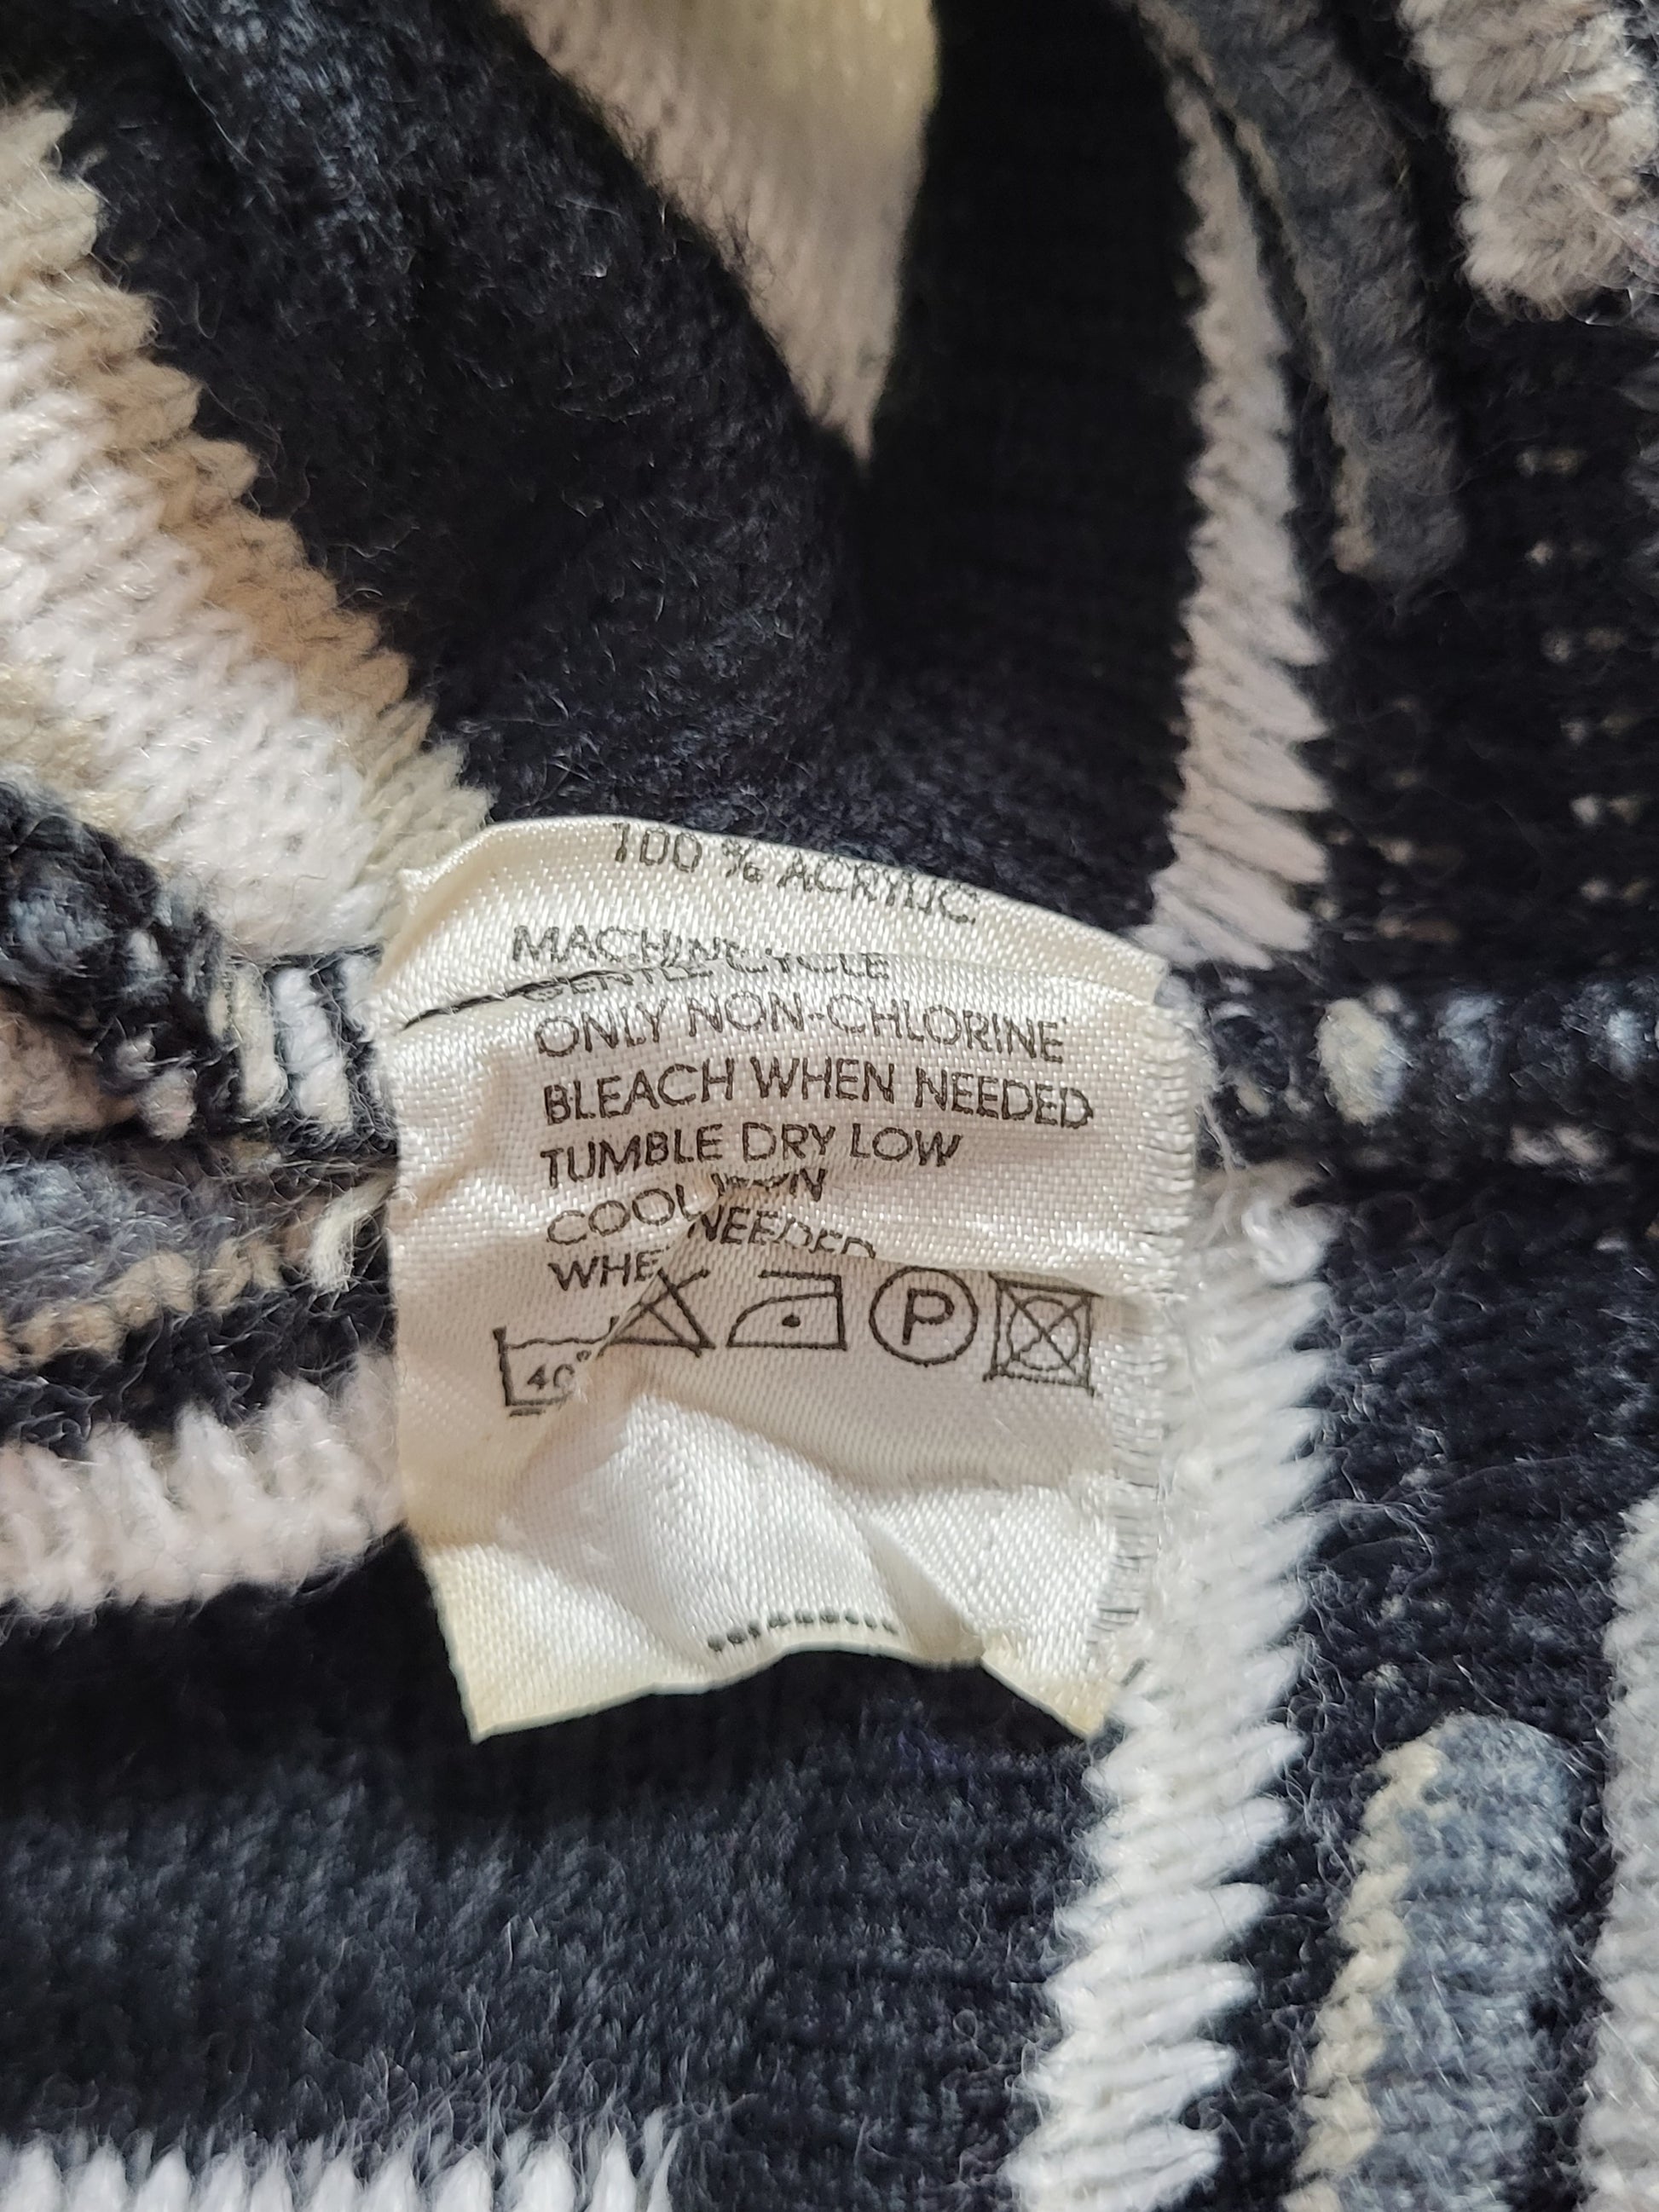 100 % ACRYLIC
MACHINE CYCLE
GENTLE
ONLY NON-CHLORINE
BLEACH WHEN NEEDED
TUMBLE DRY LOW
COOL IRON
WHEN NEEDED
40°
P